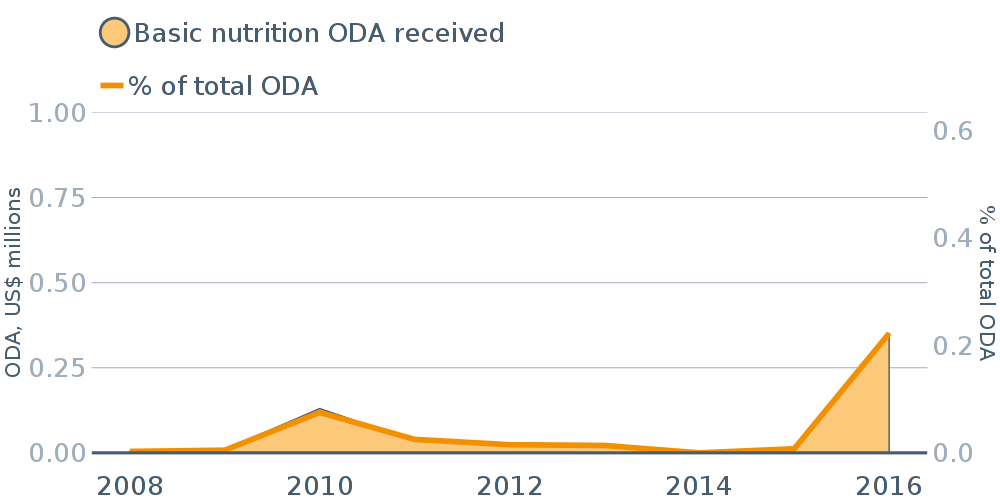 Basic nutrition ODA received
% of total ODA
1.00
0.75
0.50
0.25
0.00
ODA, US$ millions
0.6
0.4
0.2
0.0
% of total ODA
2008 2010 2012 2014 2016